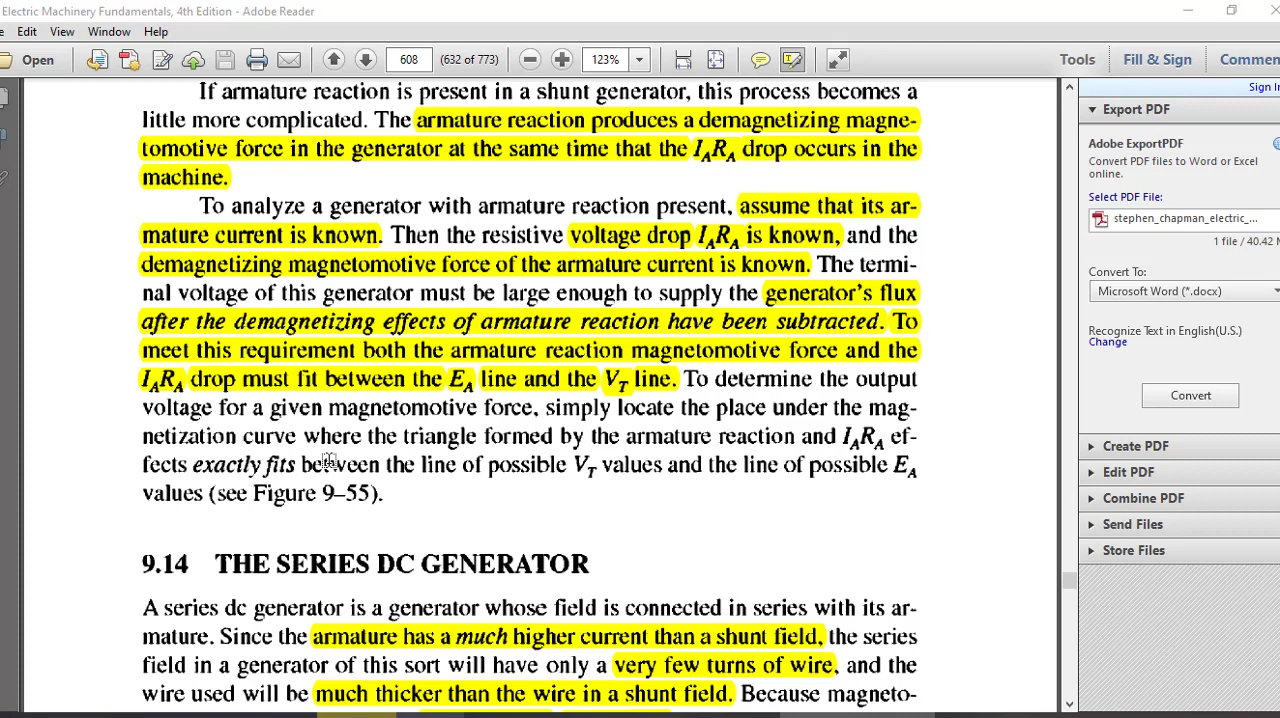 Electric Machinery Fundamentals, 4th Edition - Adobe Reader
Edit View Window Help
Open 608 (632 of 773) 123% Tools Fill & Sign Commen
Sign In
If armature reaction is present in a shunt generator, this process becomes a
little more complicated. The armature reaction produces a demagnetizing magne-
tomotive force in the generator at the same time that the IARA drop occurs in the
machine.
To analyze a generator with armature reaction present, assume that its ar-
mature current is known. Then the resistive voltage drop IARA is known, and the
demagnetizing magnetomotive force of the armature current is known. The termi-
nal voltage of this generator must be large enough to supply the generator's flux
after the demagnetizing effects of armature reaction have been subtracted. To
meet this requirement both the armature reaction magnetomotive force and the
IARA drop must fit between the EA line and the VT line. To determine the output
voltage for a given magnetomotive force, simply locate the place under the mag-
netization curve where the triangle formed by the armature reaction and IARA ef-
fects exactly fits between the line of possible VT values and the line of possible EA
values (see Figure 9–55).
9.14 THE SERIES DC GENERATOR
A series dc generator is a generator whose field is connected in series with its ar-
mature. Since the armature has a much higher current than a shunt field, the series
field in a generator of this sort will have only a very few turns of wire, and the
wire used will be much thicker than the wire in a shunt field. Because magneto-
Export PDF
Adobe ExportPDF
Convert PDF files to Word or Excel
online.
Select PDF File:
stephen_chapman_electric_...
1 file / 40.42 M
Convert To:
Microsoft Word (*.docx)
Recognize Text in English(U.S.)
Change
Convert
Create PDF
Edit PDF
Combine PDF
Send Files
Store Files